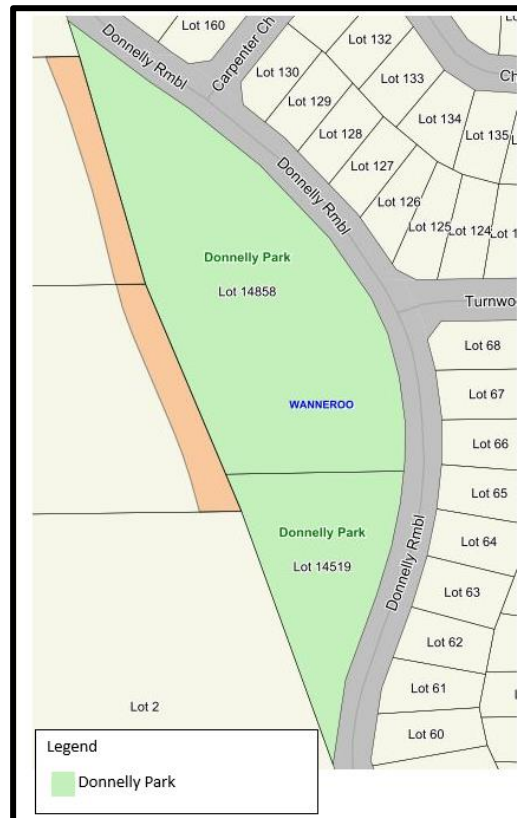 Donnelly Rmbl
Lot 160
Carpenter Ch
Lot 132
Lot 130
Lot 133
Lot 129
Lot 134
Lot 128
Lot 135
Donnelly Rmbl
Lot 127
Lot 126
Lot 125
Lot 124
Donnelly Park
Lot 14858
WANNEROO
Lot 68
Lot 67
Lot 66
Lot 65
Donnelly Park
Lot 14519
Donnelly Rmbl
Lot 64
Lot 63
Lot 62
Lot 61
Lot 60
Lot 2
Legend
Donnelly Park